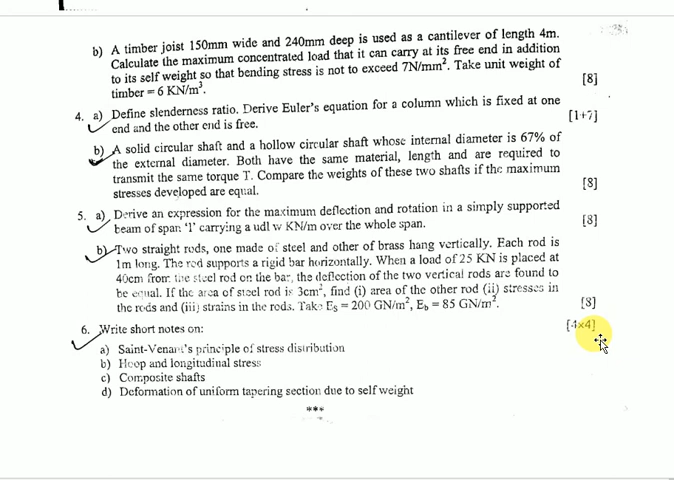 b) A timber joist 150mm wide and 240mm deep is used as a cantilever of length 4m.
Calculate the maximum concentrated load that it can carry at its free end in addition
to its self weight so that bending stress is not to exceed 7N/mm². Take unit weight of
timber = 6 KN/m³. [8]
4. a) Define slenderness ratio. Derive Euler's equation for a column which is fixed at one
end and the other end is free. [1+7]
b) A solid circular shaft and a hollow circular shaft whose internal diameter is 67% of
the external diameter. Both have the same material, length and are required to
transmit the same torque T. Compare the weights of these two shafts if the maximum
stresses developed are equal. [8]
5. a) Derive an expression for the maximum deflection and rotation in a simply supported
beam of span 'l' carrying a udl w KN/m over the whole span. [8]
b) Two straight rods, one made of steel and other of brass hang vertically. Each rod is
1m long. The rod supports a rigid bar horizontally. When a load of 25 KN is placed at
40cm from the steel rod on the bar, the deflection of the two vertical rods are found to
be equal. If the area of steel rod is 3cm², find (i) area of the other rod (ii) stresses in
the rods and (iii) strains in the rods. Take Es = 200 GN/m², Eb = 85 GN/m². [8]
6. Write short notes on: [4×4]
a) Saint-Venant's principle of stress distribution
b) Hoop and longitudinal stress
c) Composite shafts
d) Deformation of uniform tapering section due to self weight
***